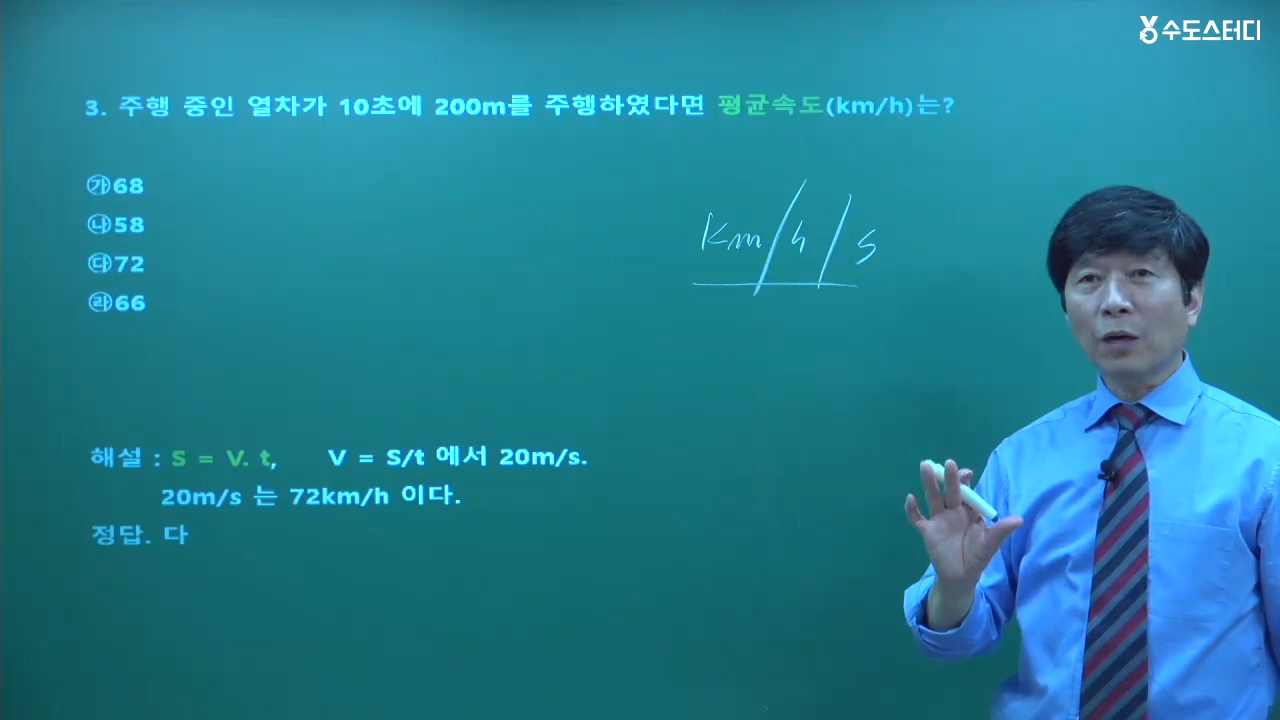 수도스터디
3. 주행 중인 열차가 10초에 200m를 주행하였다면 평균속도(km/h)는?
㉮68
㉯58
㉰72
㉱66
km/h/s
해설 : S = V. t, V = S/t 에서 20m/s.
20m/s 는 72km/h 이다.
정답. 다